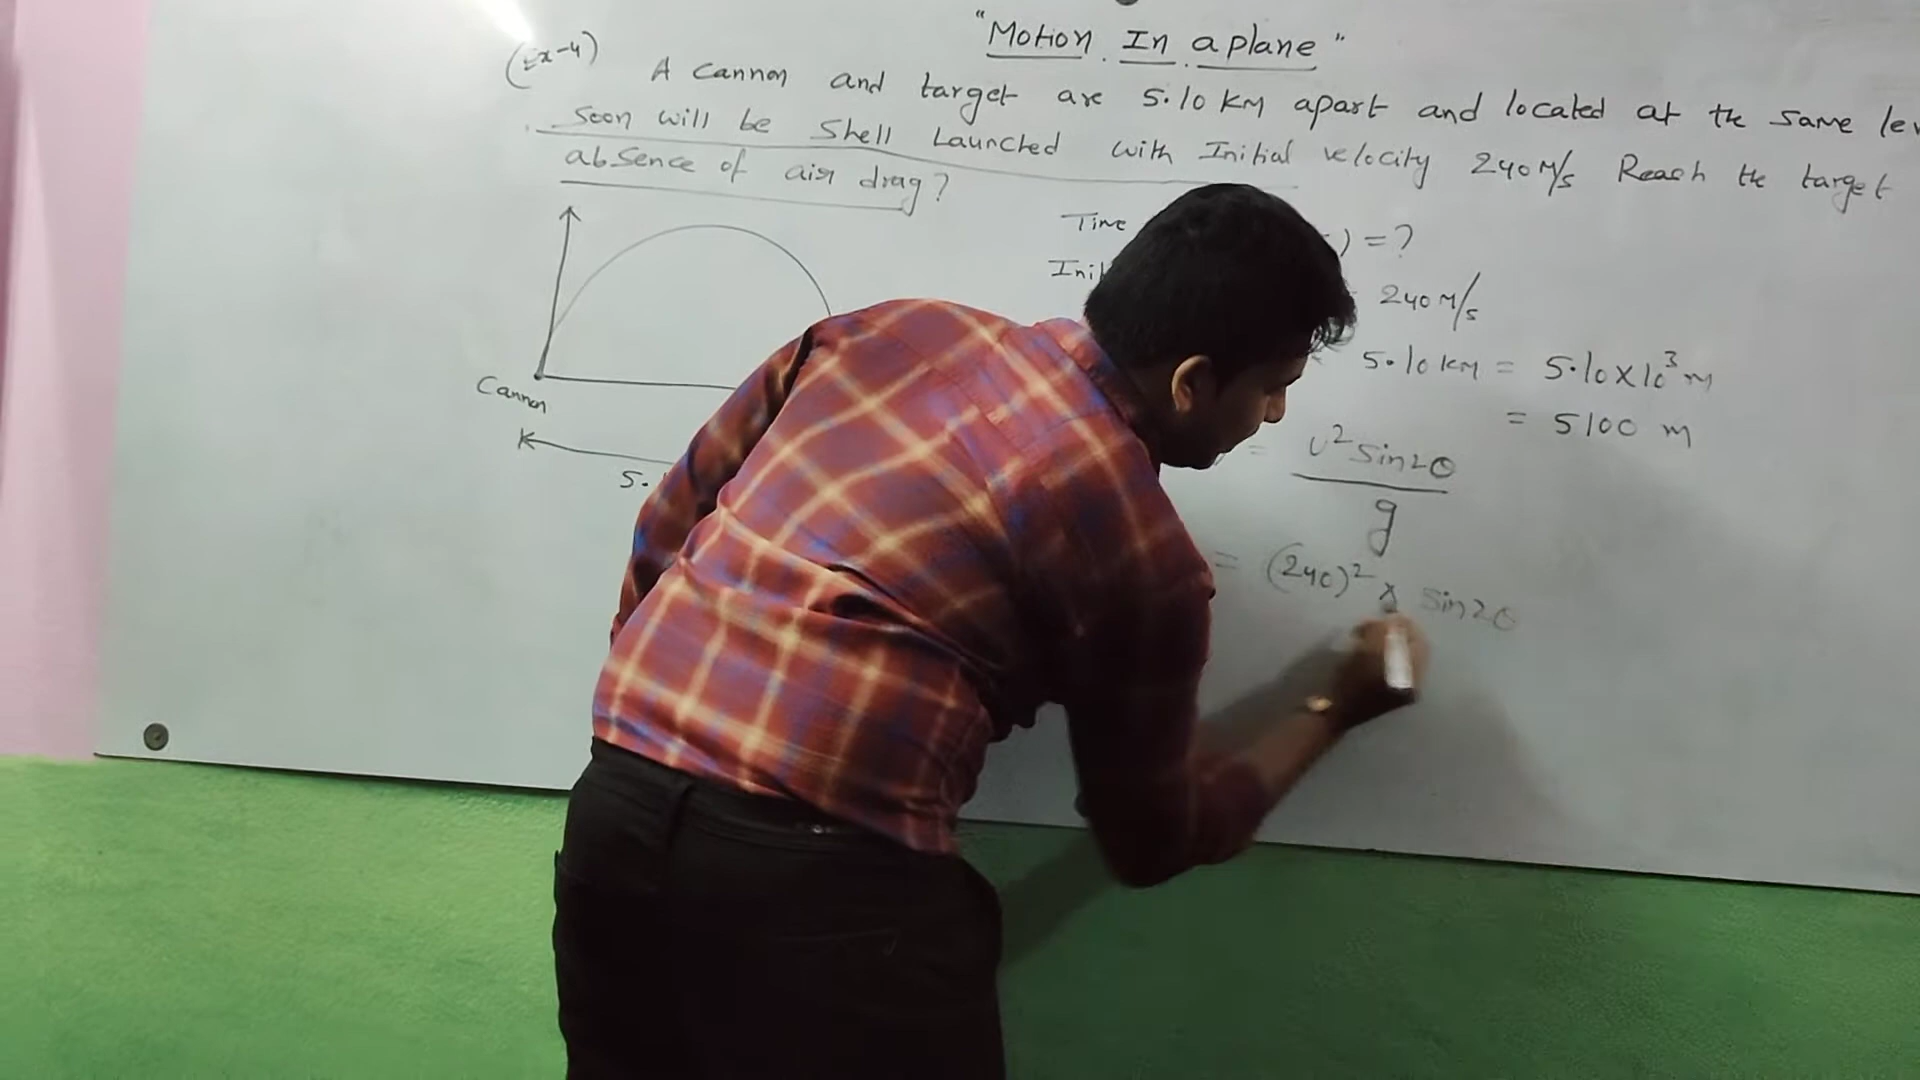 "Motion In a plane"
(Ex-4) A Cannon and target are 5.10 KM apart and located at the same lev
Soon will be Shell Launched with Initial velocity 240 M/s Reach the target
absence of air drag?
Time ) = ?
Init 240 M/s
5.10 KM = 5.10 X 10³ m
= 5100 m
Cannon
5.
= U² Sin2θ
g
= (240)² x Sin2θ